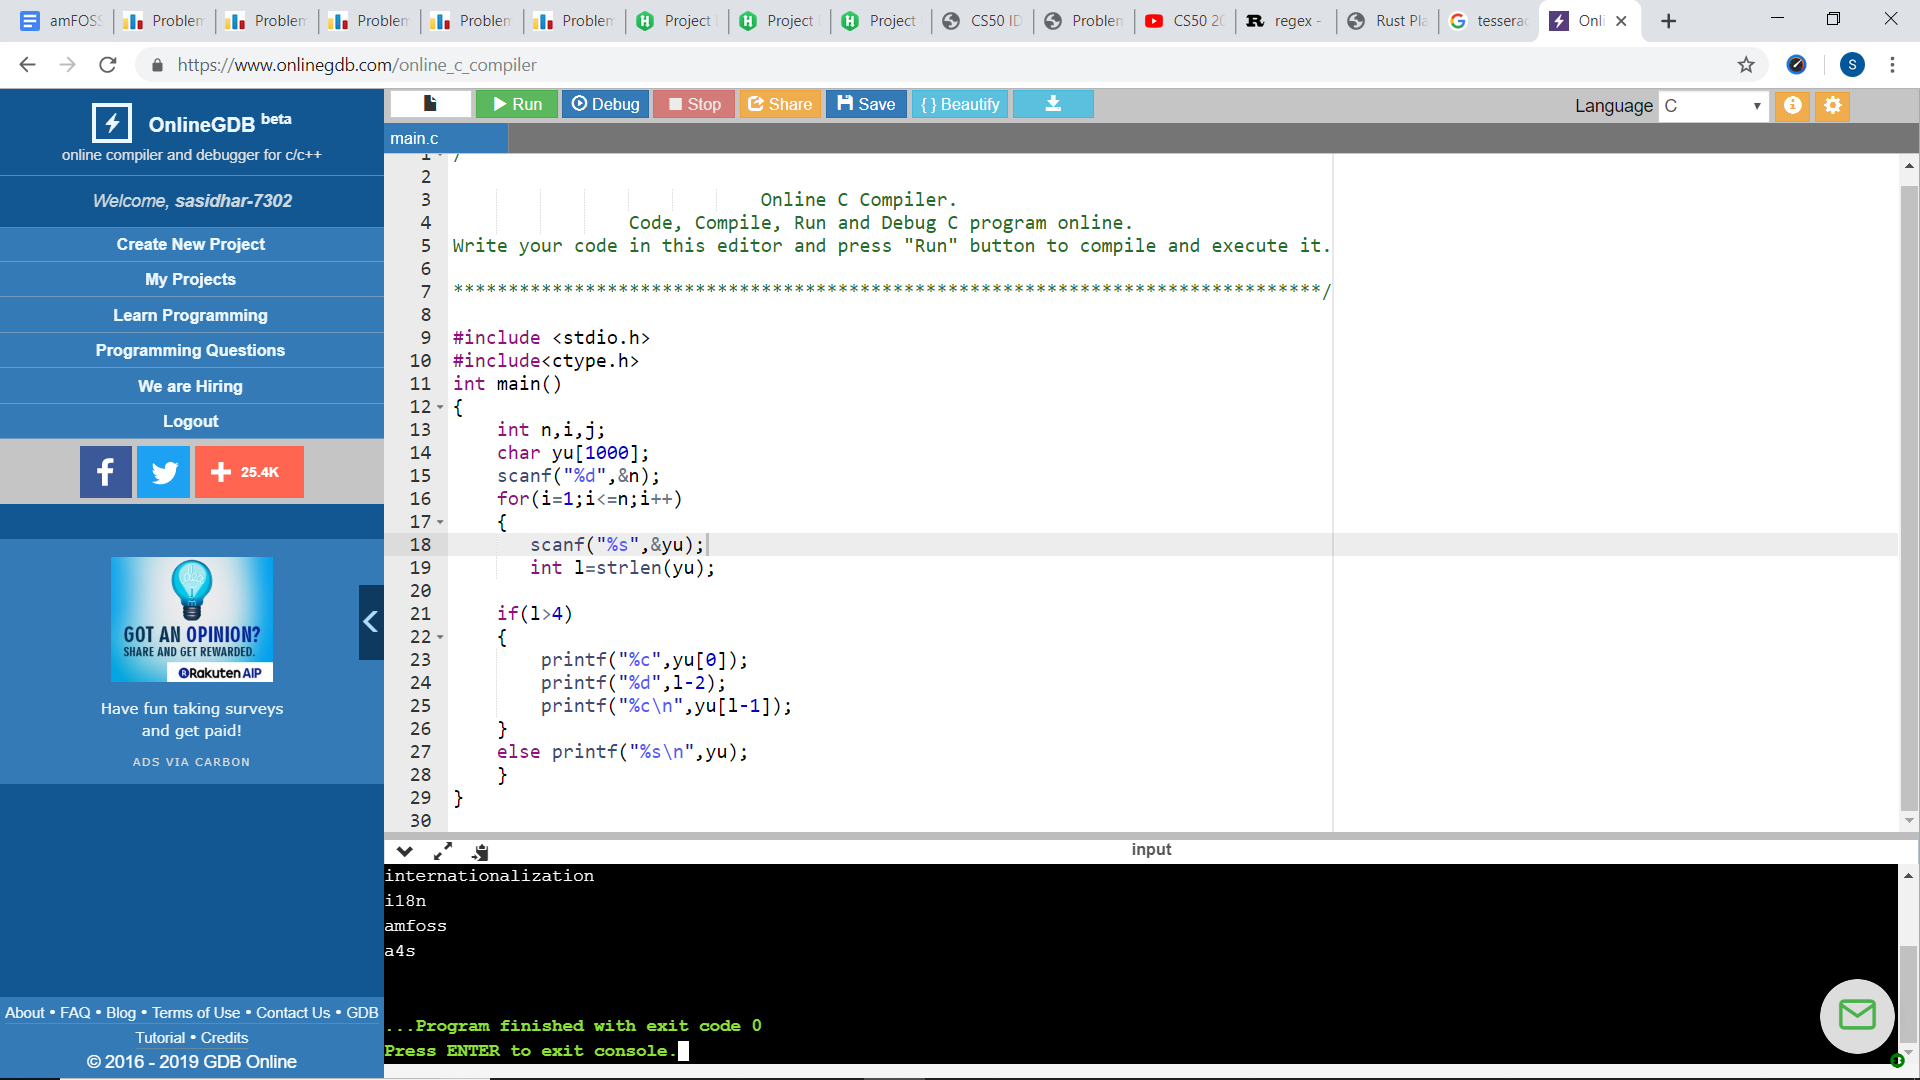 amFOSS
Problem
Problem
Problem
Problem
Problem
Project
Project
Project
CS50 ID
Problem
CS50 20
regex -
Rust Pla
tesserac
Onli
https://www.onlinegdb.com/online_c_compiler
S
OnlineGDB beta
online compiler and debugger for c/c++
Welcome, sasidhar-7302
Create New Project
My Projects
Learn Programming
Programming Questions
We are Hiring
Logout
25.4K
GOT AN OPINION?
SHARE AND GET REWARDED.
Rakuten AIP
Have fun taking surveys
and get paid!
ADS VIA CARBON
About • FAQ • Blog • Terms of Use • Contact Us • GDB
Tutorial • Credits
© 2016 - 2019 GDB Online
Run Debug Stop Share Save { } Beautify
Language C
main.c
1 /
2
3 Online C Compiler.
4 Code, Compile, Run and Debug C program online.
5 Write your code in this editor and press "Run" button to compile and execute it.
6
7 *******************************************************************************/
8
9 #include <stdio.h>
10 #include<ctype.h>
11 int main()
12 {
13 int n,i,j;
14 char yu[1000];
15 scanf("%d",&n);
16 for(i=1;i<=n;i++)
17 {
18 scanf("%s",&yu);
19 int l=strlen(yu);
20
21 if(l>4)
22 {
23 printf("%c",yu[0]);
24 printf("%d",l-2);
25 printf("%c\n",yu[l-1]);
26 }
27 else printf("%s\n",yu);
28 }
29 }
30
input
internationalization
i18n
amfoss
a4s
...Program finished with exit code 0
Press ENTER to exit console.